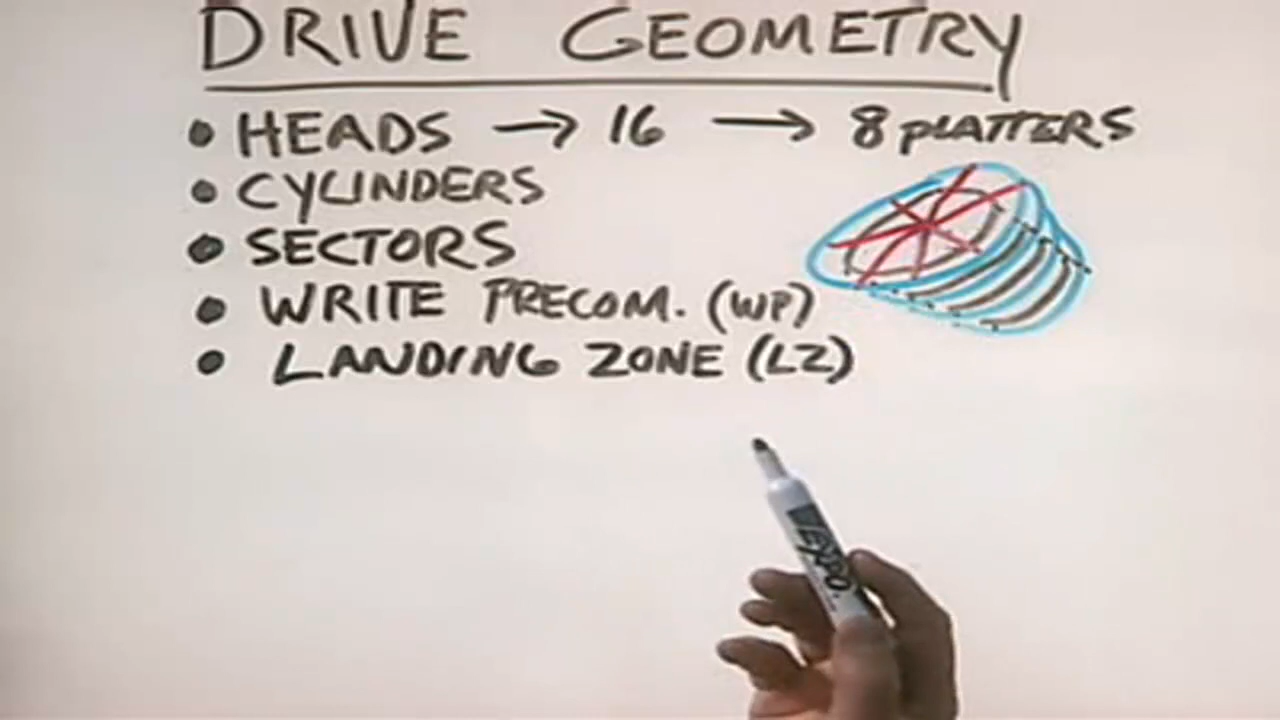 DRIVE GEOMETRY
• HEADS → 16 → 8 PLATTERS
• CYLINDERS
• SECTORS
• WRITE PRECOM. (WP)
• LANDING ZONE (LZ)
EXPO